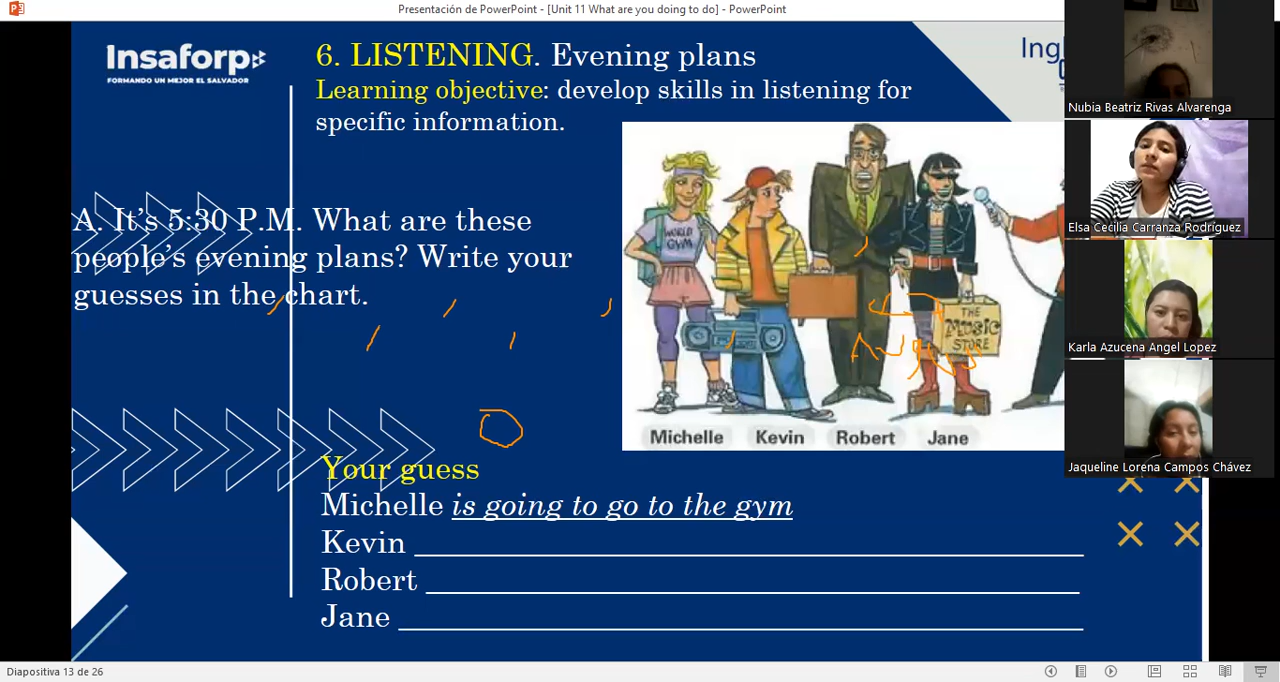 Presentación de PowerPoint - [Unit 11 What are you doing to do] - PowerPoint
Insaforp
FORMANDO UN MEJOR EL SALVADOR
6. LISTENING. Evening plans
Learning objective: develop skills in listening for
specific information.
Nubia Beatriz Rivas Alvarenga
Elsa Cecilia Carranza Rodríguez
Karla Azucena Angel Lopez
Jaqueline Lorena Campos Chávez
A. It's 5:30 P.M. What are these
people's evening plans? Write your
guesses in the chart.
WORLD
GYM
THE
MUSIC
STORE
Michelle Kevin Robert Jane
Your guess
Michelle is going to go to the gym
Kevin
Robert
Jane
Diapositiva 13 de 26